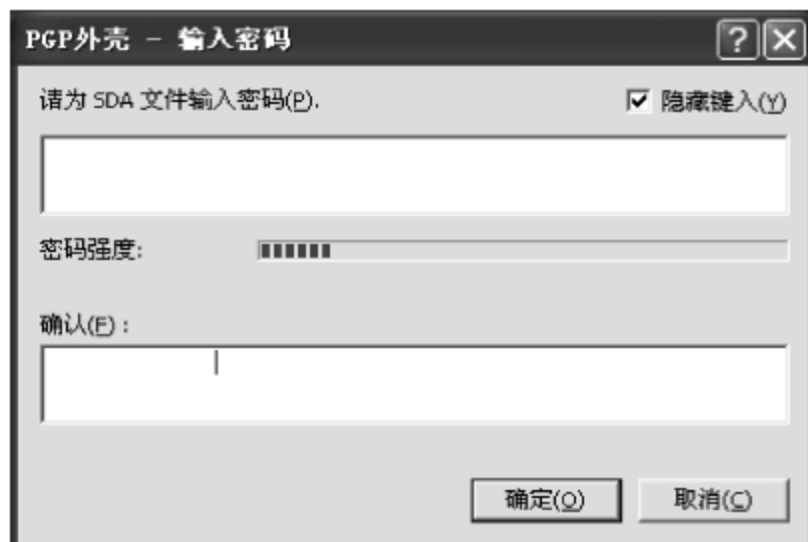 PGP外壳 - 输入密码
请为 SDA 文件输入密码(P).
隐藏键入(Y)
密码强度:
确认(F) :
确定(O)
取消(C)